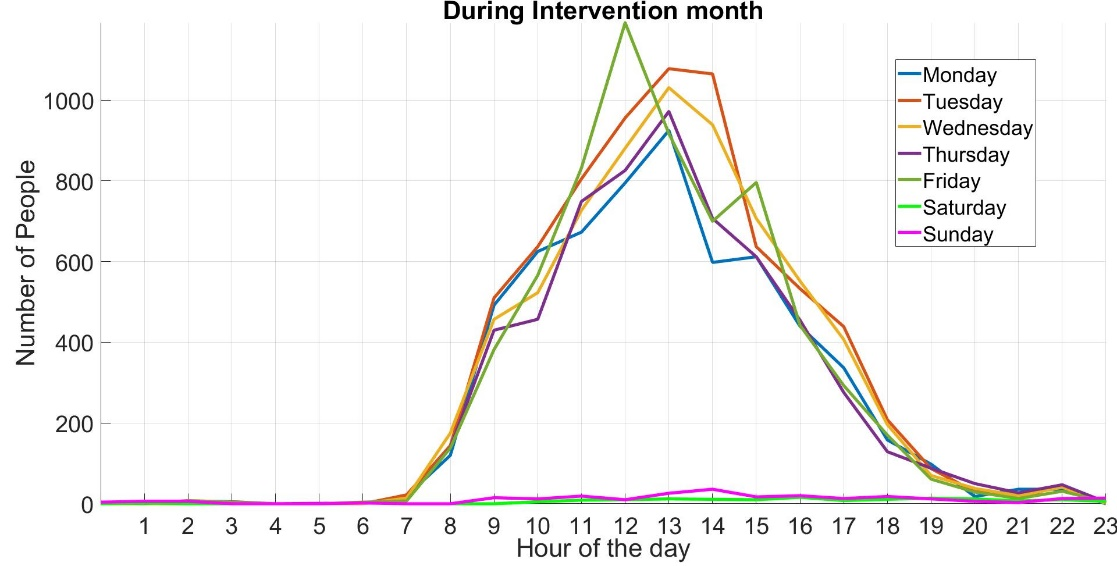 During Intervention month
Number of People
1000
800
600
400
200
0
Monday
Tuesday
Wednesday
Thursday
Friday
Saturday
Sunday
1 2 3 4 5 6 7 8 9 10 11 12 13 14 15 16 17 18 19 20 21 22 23
Hour of the day